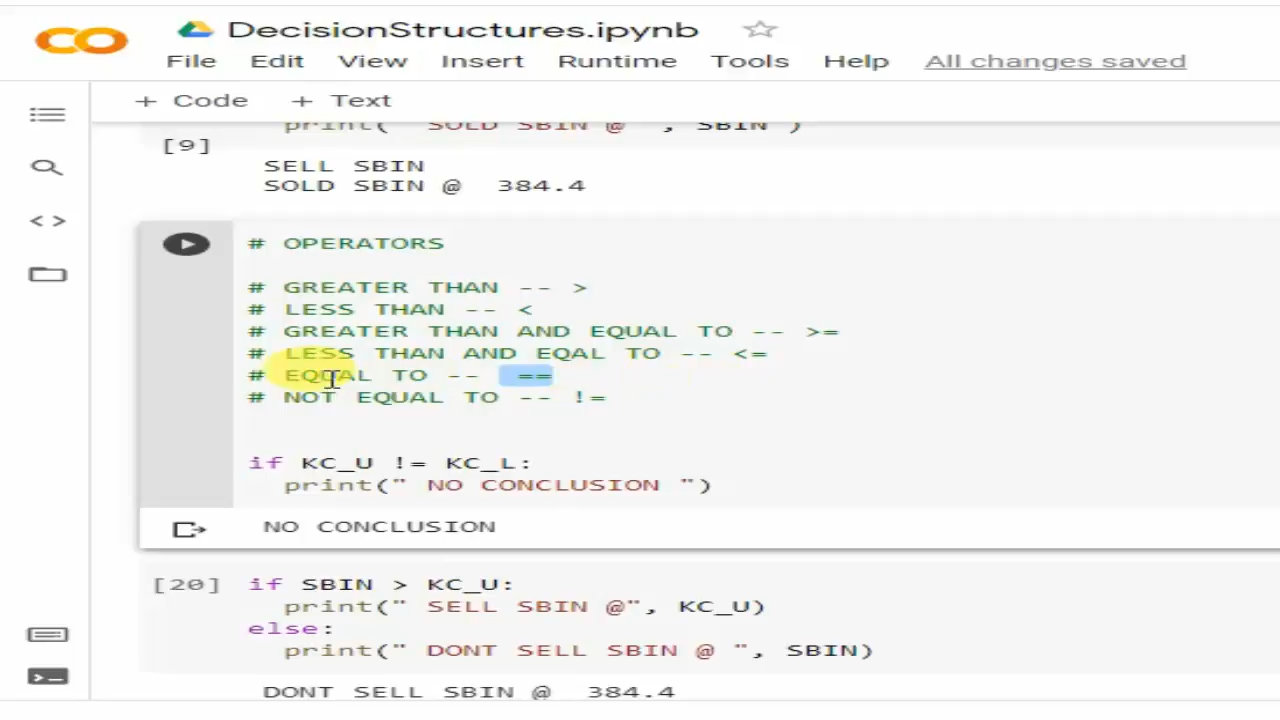 DecisionStructures.ipynb
File Edit View Insert Runtime Tools Help All changes saved
+ Code + Text
print(" SOLD SBIN @ ", SBIN )
[9]
SELL SBIN
SOLD SBIN @ 384.4
# OPERATORS
# GREATER THAN -- >
# LESS THAN -- <
# GREATER THAN AND EQUAL TO -- >=
# LESS THAN AND EQAL TO -- <=
# EQUAL TO -- ==
# NOT EQUAL TO -- !=
if KC_U != KC_L:
print(" NO CONCLUSION ")
NO CONCLUSION
[20] if SBIN > KC_U:
print(" SELL SBIN @", KC_U)
else:
print(" DONT SELL SBIN @ ", SBIN)
DONT SELL SBIN @ 384.4